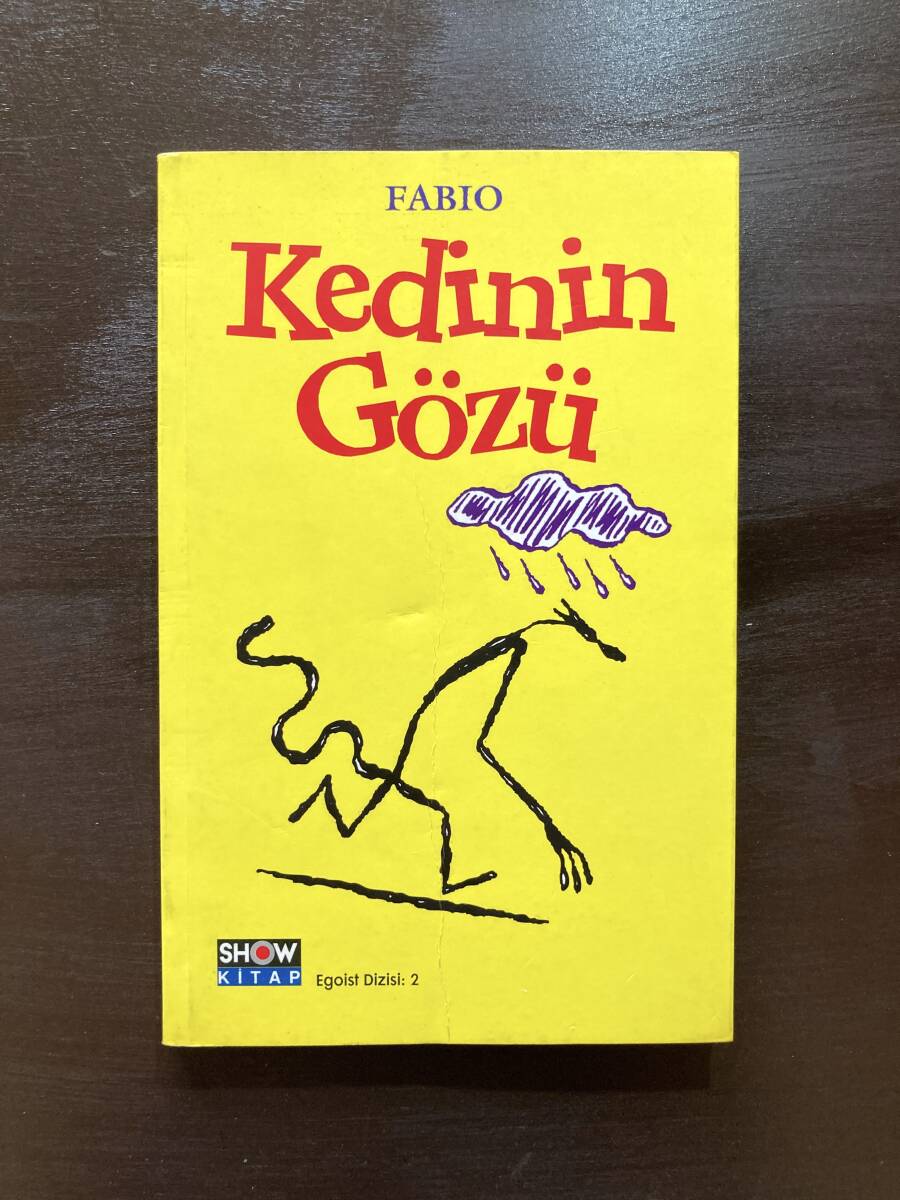 FABIO
Kedinin
Gözü
SHOW
KİTAP
Egoist Dizisi: 2